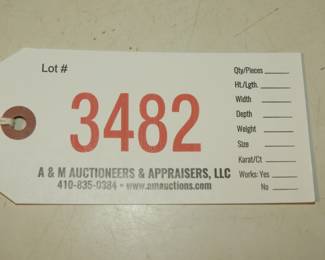 Lot #
3482
A & M AUCTIONEERS & APPRAISERS, LLC
410-835-0384 • www.amauctions.com
Qty/Pieces
Ht./Lgth.
Width
Depth
Weight
Size
Karat/Ct
Works: Yes
No